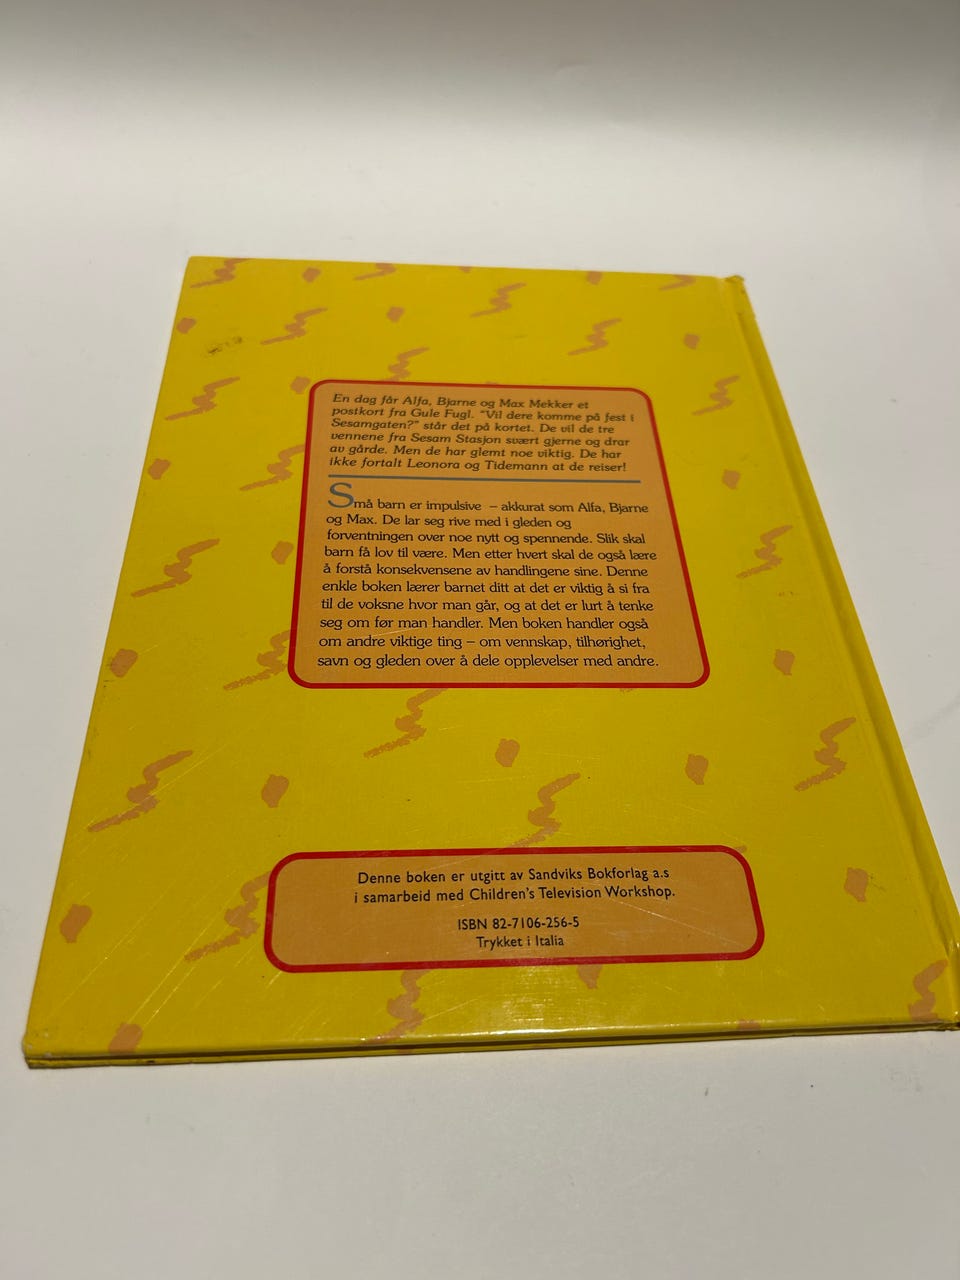 En dag får Alfa, Bjarne og Max Mekker et
postkort fra Gule Fugl. "Vil dere komme på fest i
Sesamgaten?" står det på kortet. De vil de tre
vennene fra Sesam Stasjon svært gjerne og drar
av gårde. Men de har glemt noe viktig. De har
ikke fortalt Leonora og Tidemann at de reiser!
Små barn er impulsive – akkurat som Alfa, Bjarne
og Max. De lar seg rive med i gleden og
forventningen over noe nytt og spennende. Slik skal
barn få lov til være. Men etter hvert skal de også lære
å forstå konsekvensene av handlingene sine. Denne
enkle boken lærer barnet ditt at det er viktig å si fra
til de voksne hvor man går, og at det er lurt å tenke
seg om før man handler. Men boken handler også
om andre viktige ting – om vennskap, tilhørighet,
savn og gleden over å dele opplevelser med andre.
Denne boken er utgitt av Sandviks Bokforlag a.s
i samarbeid med Children's Television Workshop.
ISBN 82-7106-256-5
Trykket i Italia